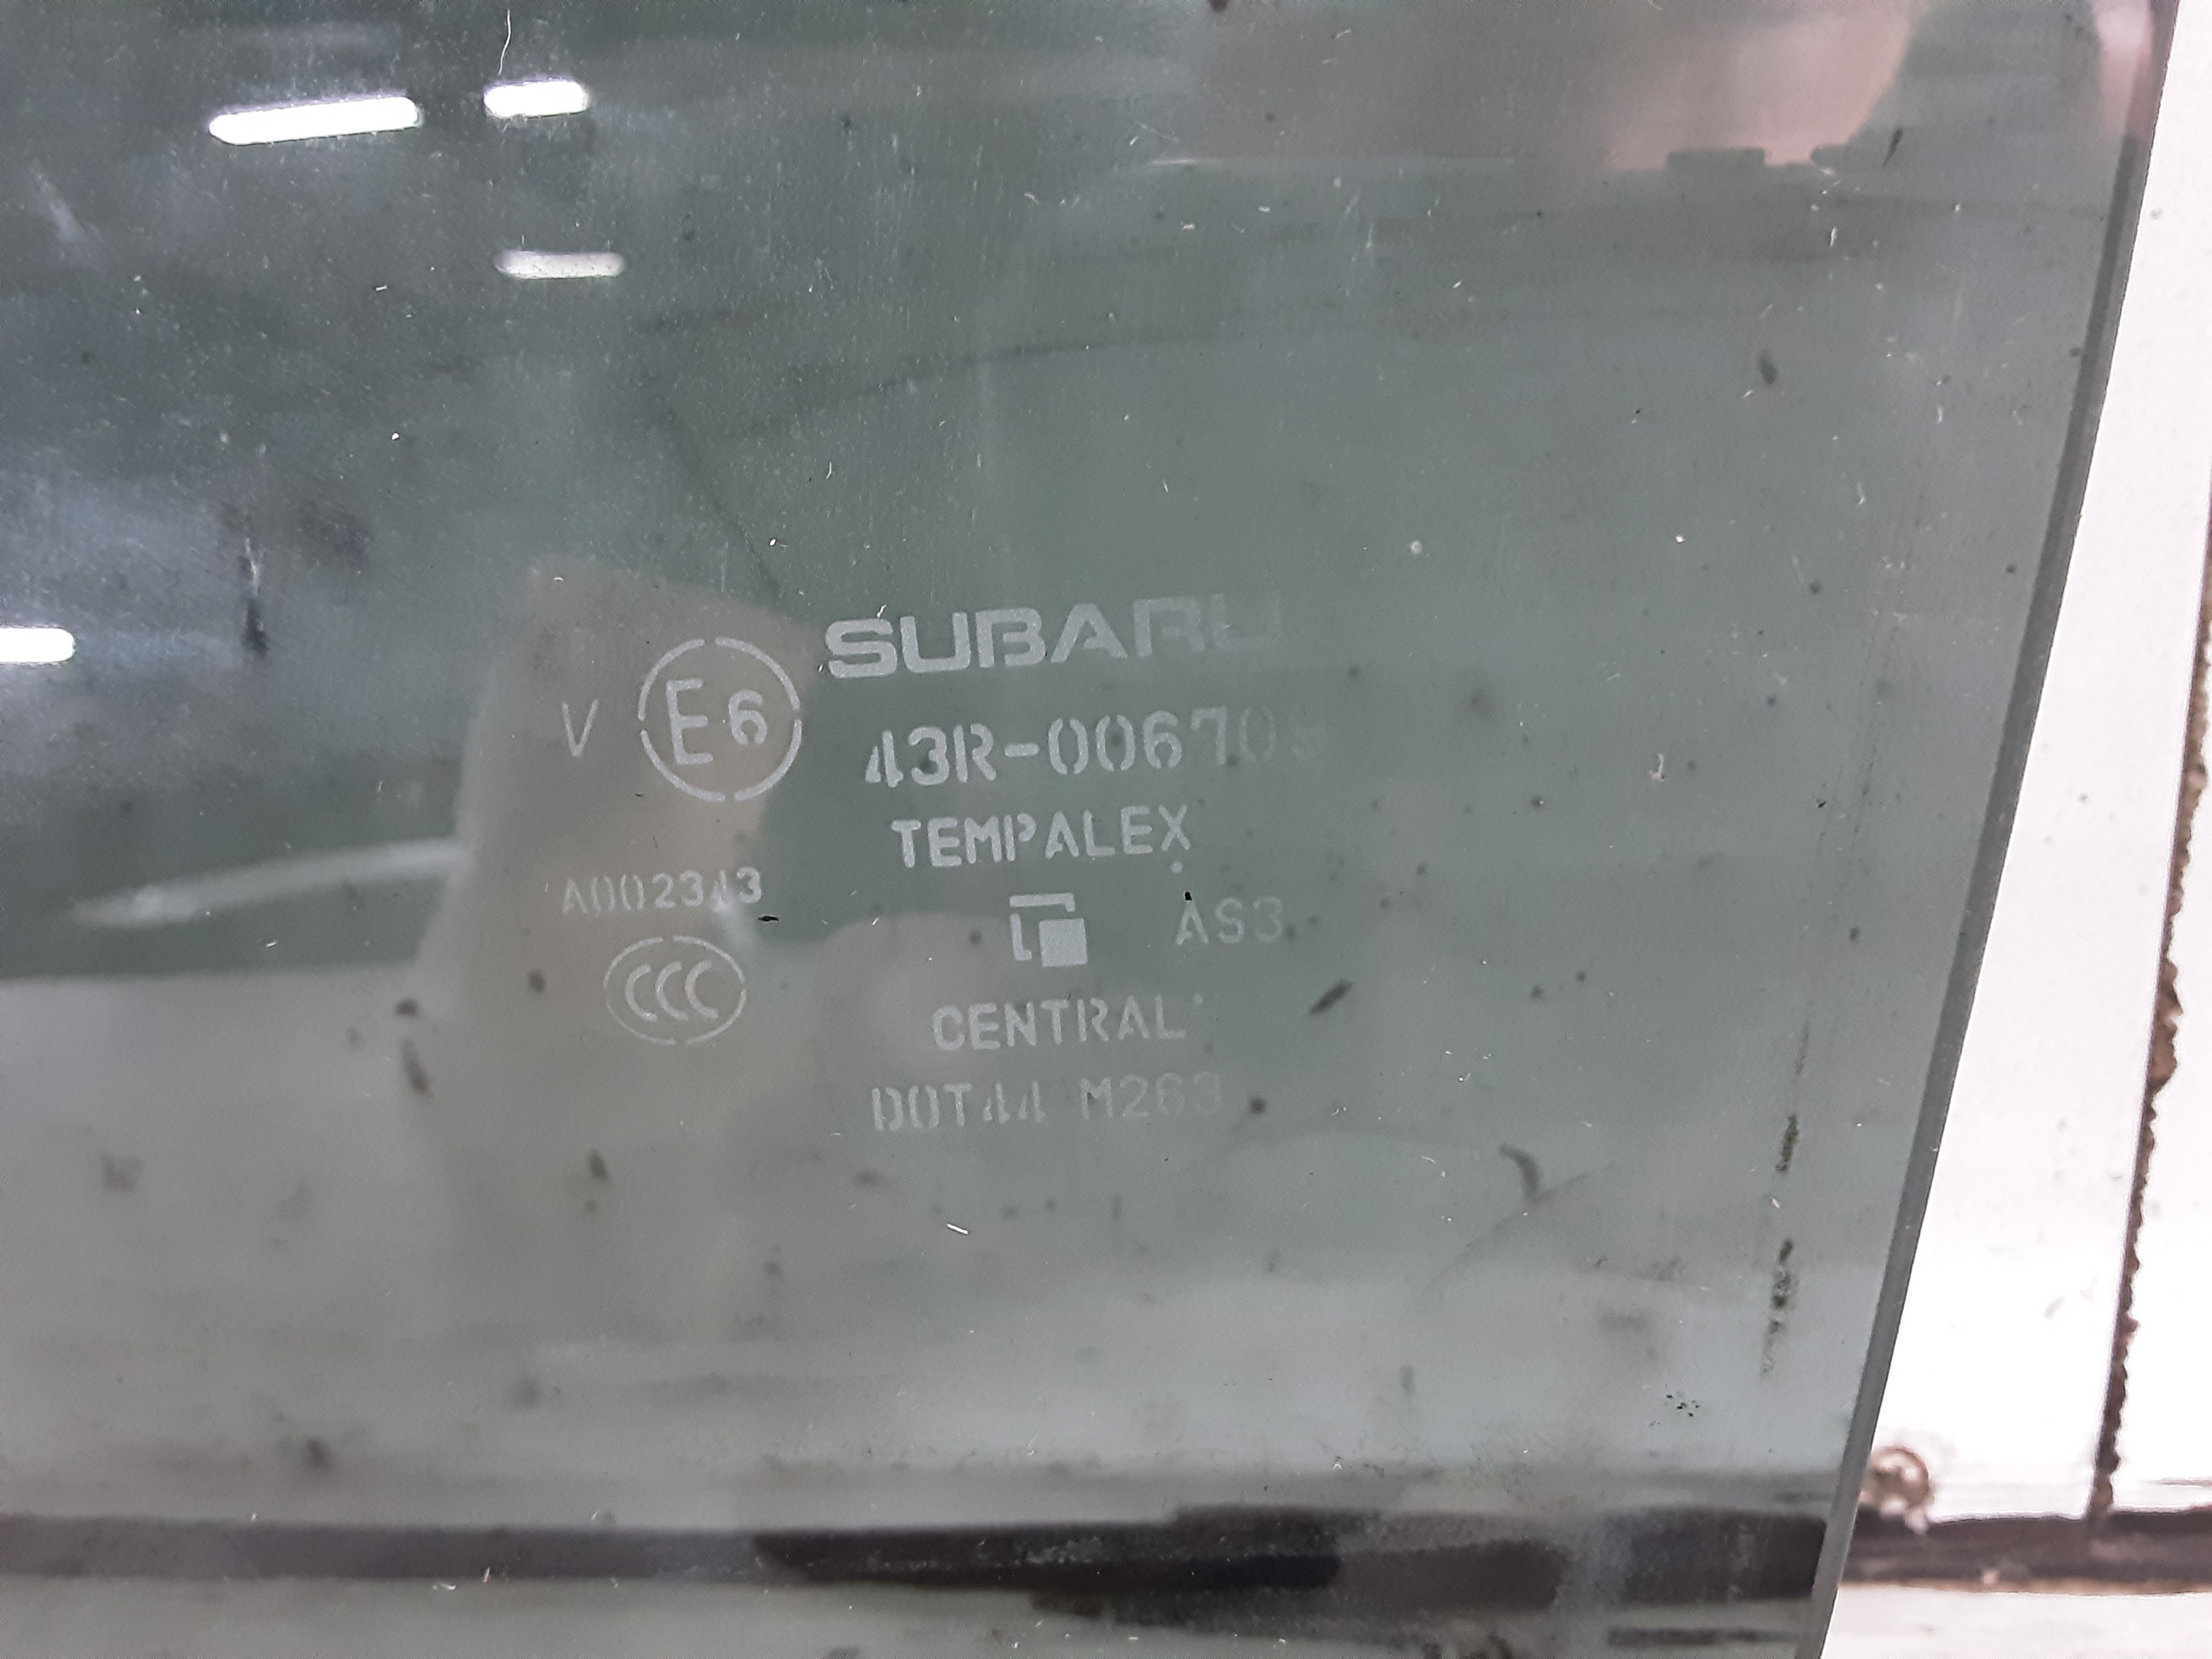 SUBARU
V E6 43R-006709
TEMPALEX
A002343 AS3
CCC
CENTRAL
DOT44 M263